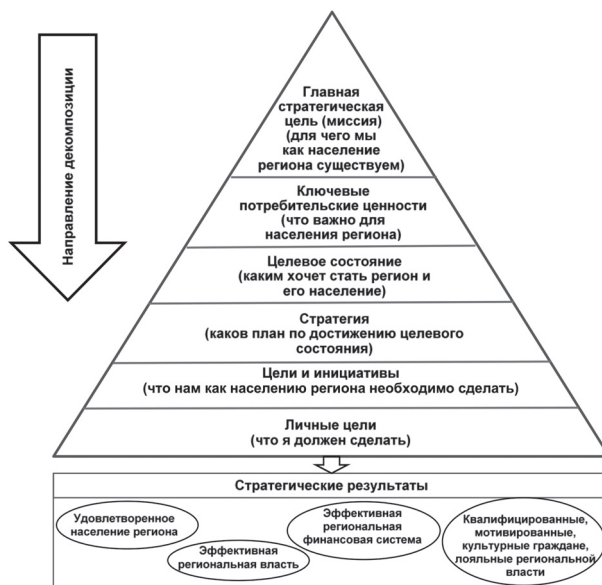 Направление декомпозиции
Главная
стратегическая
цель (миссия)
(для чего мы
как население
региона существуем)
Ключевые
потребительские ценности
(что важно для
населения региона)
Целевое состояние
(каким хочет стать регион и
его население)
Стратегия
(каков план по достижению целевого
состояния)
Цели и инициативы
(что нам как населению региона необходимо сделать)
Личные цели
(что я должен сделать)
Стратегические результаты
Удовлетворенное
население региона
Эффективная
региональная власть
Эффективная
региональная
финансовая система
Квалифицированные,
мотивированные,
культурные граждане,
лояльные региональной
власти